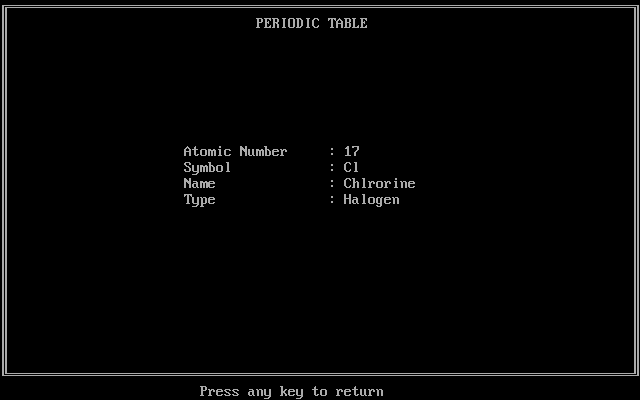 PERIODIC TABLE
Atomic Number : 17
Symbol : Cl
Name : Chlrorine
Type : Halogen
Press any key to return